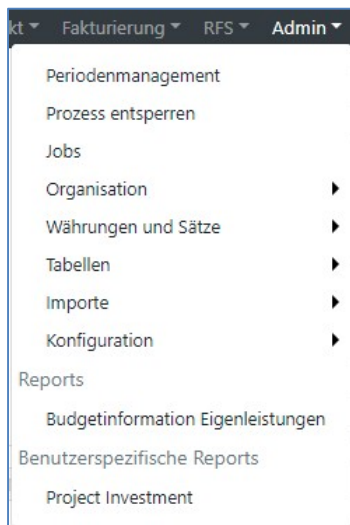 kt Fakturierung RFS Admin
Periodenmanagement
Prozess entsperren
Jobs
Organisation
Währungen und Sätze
Tabellen
Importe
Konfiguration
Reports
Budgetinformation Eigenleistungen
Benutzerspezifische Reports
Project Investment